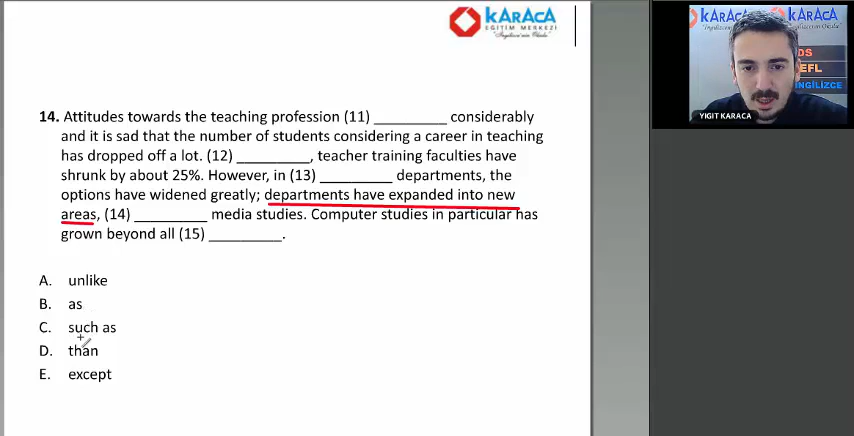 kARAcA
EĞİTİM MERKEZİ
"İngilizce'nin Okulu"
14. Attitudes towards the teaching profession (11) _________ considerably
and it is sad that the number of students considering a career in teaching
has dropped off a lot. (12) _________, teacher training faculties have
shrunk by about 25%. However, in (13) _________ departments, the
options have widened greatly; departments have expanded into new
areas, (14) _________ media studies. Computer studies in particular has
grown beyond all (15) _________.
A. unlike
B. as
C. such as
D. than
E. except
kARAcA kARAcA
DS
EFL
İNGİLİZCE
YIGIT KARACA